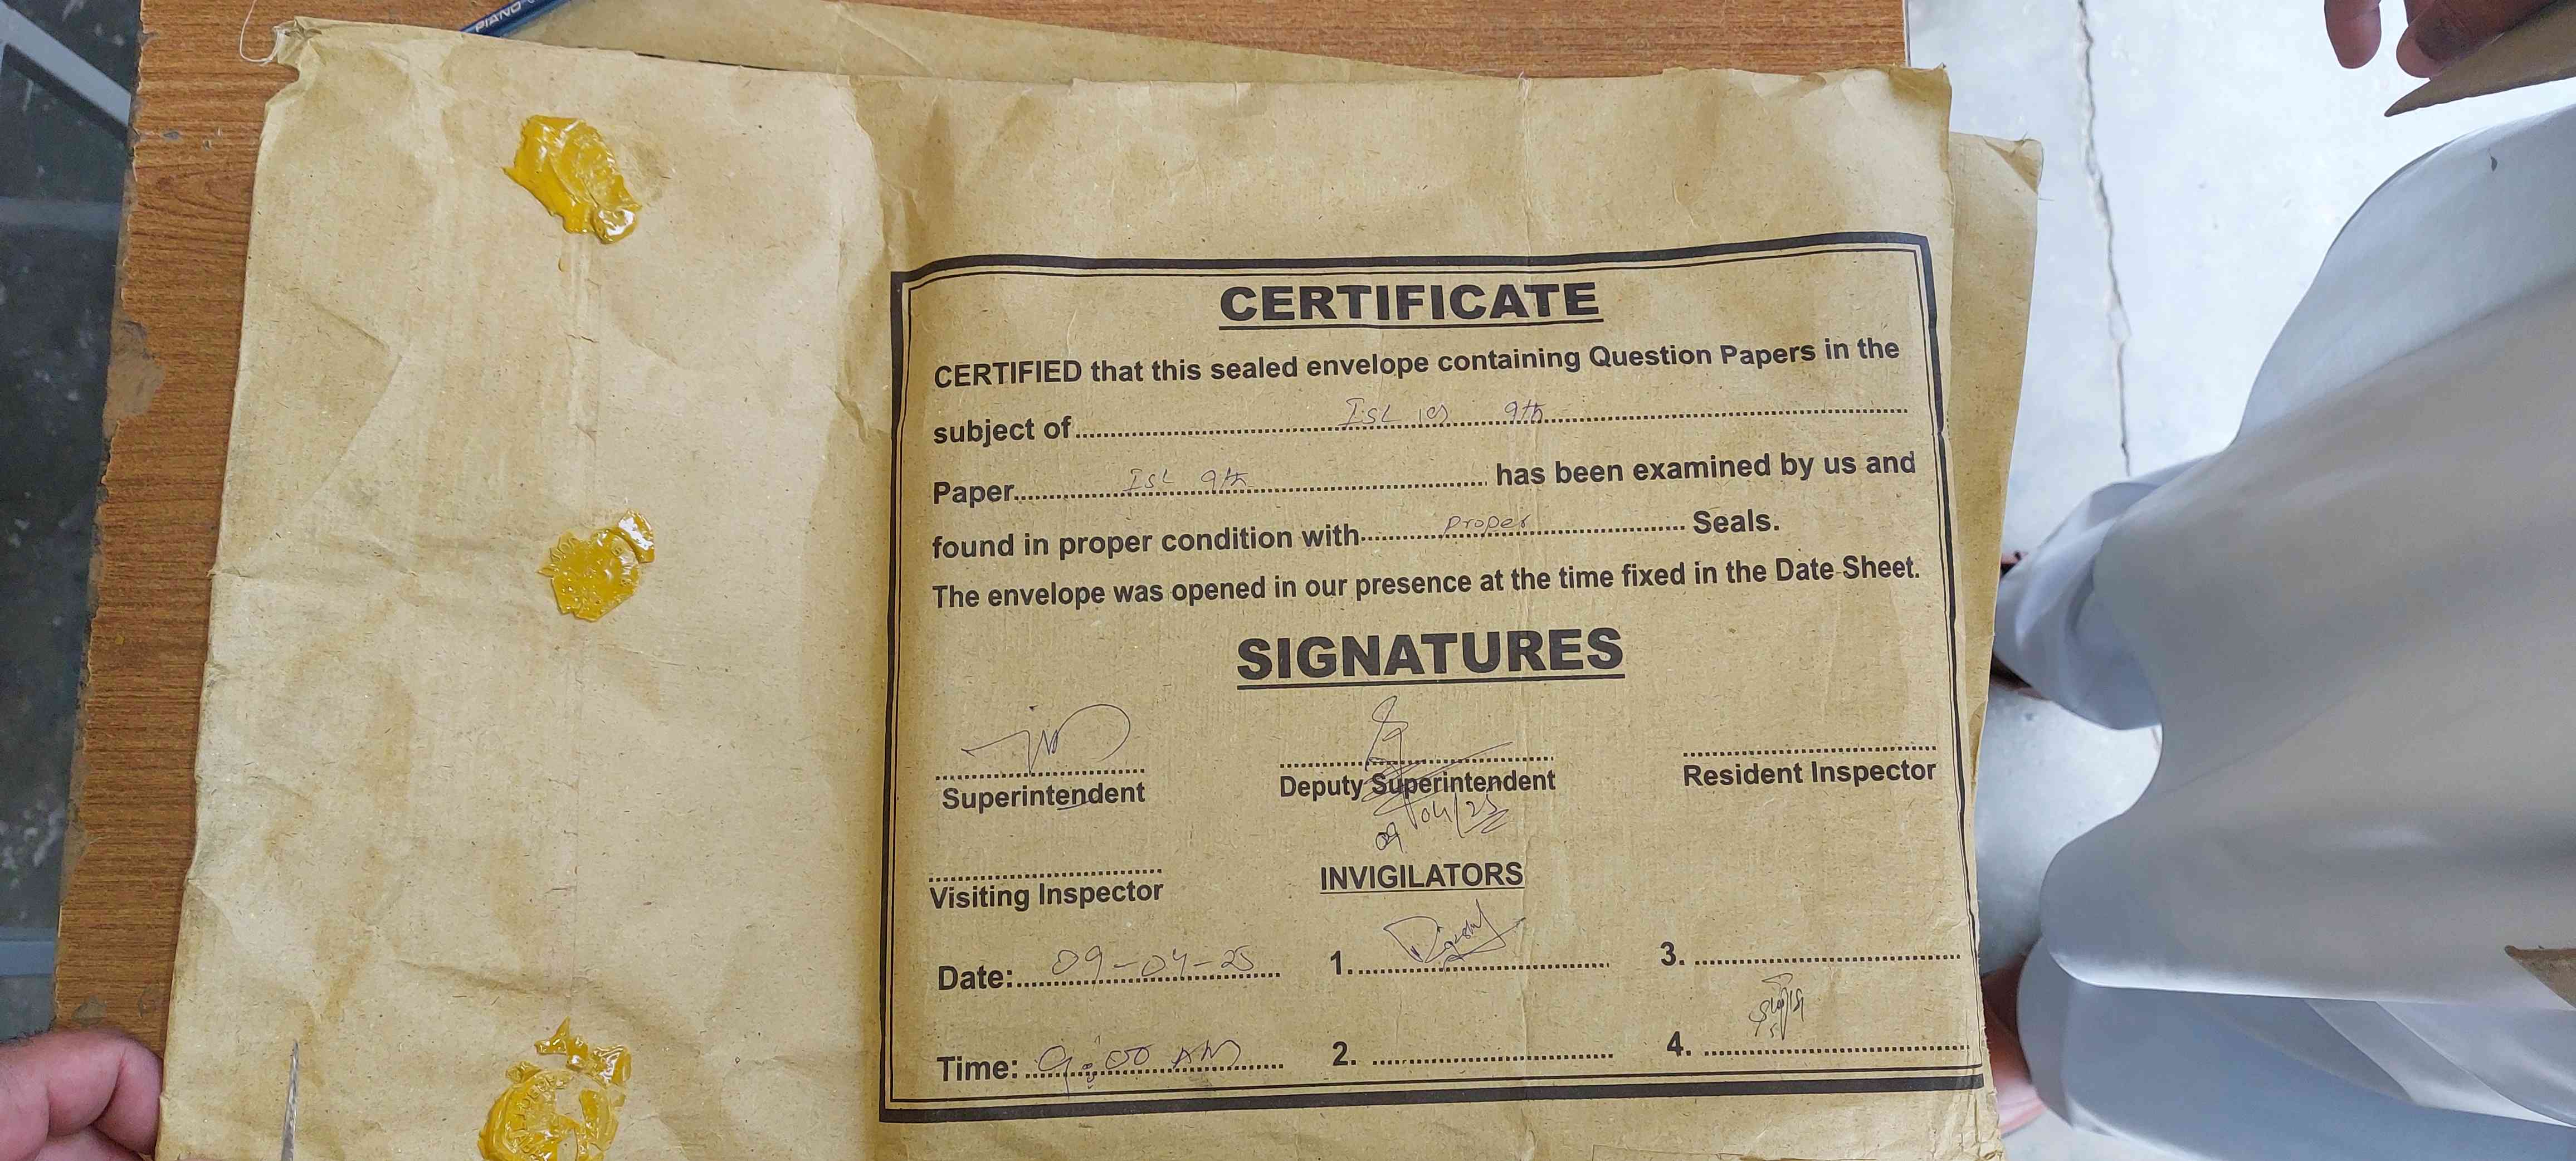 PIANO
CERTIFICATE
CERTIFIED that this sealed envelope containing Question Papers in the
subject of........Isl 9th........
Paper........Isl 9th........ has been examined by us and
found in proper condition with........proper........ Seals.
The envelope was opened in our presence at the time fixed in the Date Sheet.
SIGNATURES
Superintendent Deputy Superintendent Resident Inspector
09/04/25
Visiting Inspector INVIGILATORS
Date: 09-04-25 1. 3.
Time: 9:00 AM 2. 4.